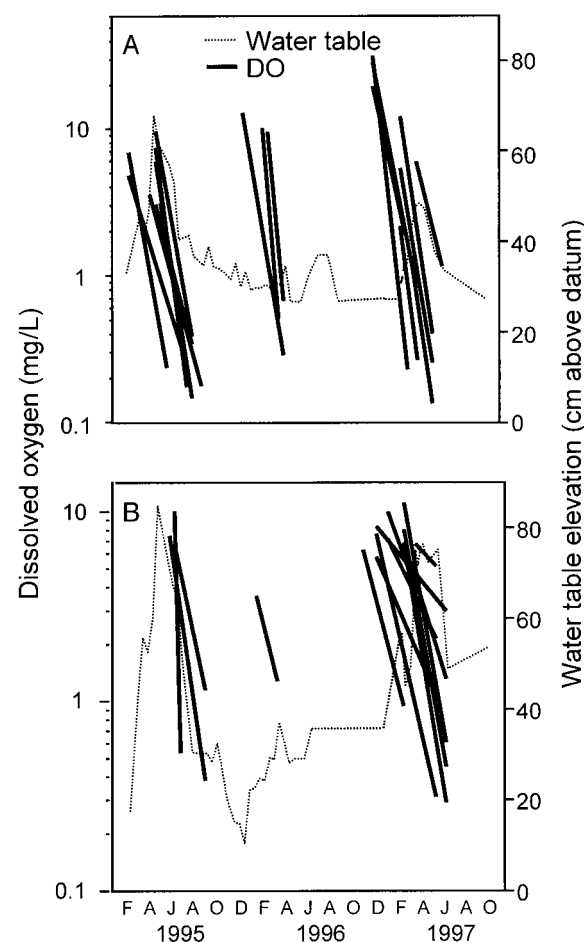 A
Water table
DO
10
1
0.1
80
60
40
20
0
Dissolved oxygen (mg/L)
Water table elevation (cm above datum)
B
10
1
0.1
80
60
40
20
0
F A J A O D F A J A O D F A J A O
1995 1996 1997